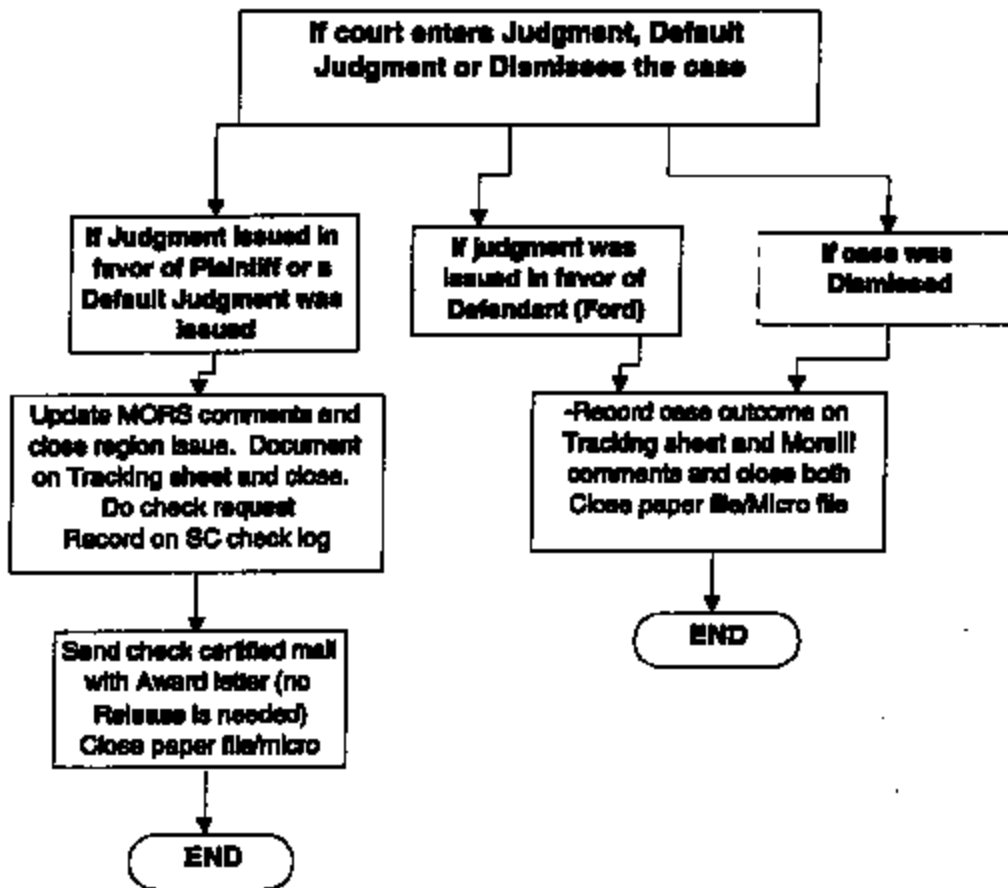 If court enters Judgment, Default
Judgment or Dismisses the case
If Judgment issued in
favor of Plaintiff or a
Default Judgment was
issued
If judgment was
issued in favor of
Defendant (Ford)
If case was
Dismissed
Update MORS comments and
close region issue. Document
on Tracking sheet and close.
Do check request
Record on SC check log
-Record case outcome on
Tracking sheet and MorsIII
comments and close both
Close paper file/Micro file
Send check certified mail
with Award letter (no
Release is needed)
Close paper file/micro
END
END